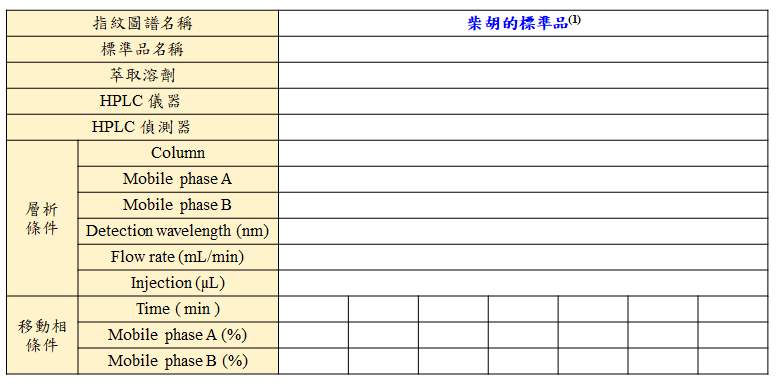 指紋圖譜名稱 柴胡的標準品(1)
標準品名稱
萃取溶劑
HPLC 儀器
HPLC 偵測器
層析
條件
Column
Mobile phase A
Mobile phase B
Detection wavelength (nm)
Flow rate (mL/min)
Injection (μL)
移動相
條件
Time ( min )
Mobile phase A (%)
Mobile phase B (%)